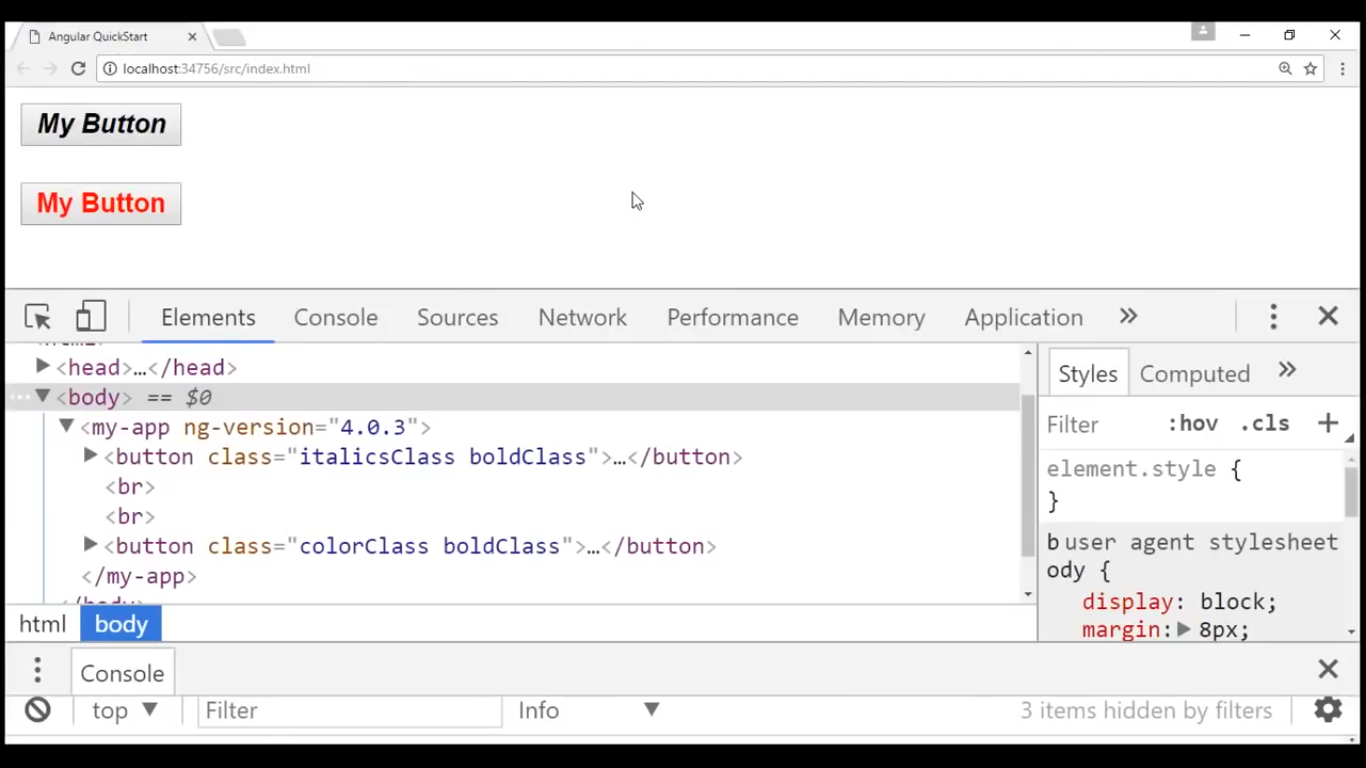 Angular QuickStart
localhost:34756/src/index.html
My Button
My Button
Elements Console Sources Network Performance Memory Application »
▶<head>…</head>
… ▼<body> == $0
▼<my-app ng-version="4.0.3">
▶<button class="italicsClass boldClass">…</button>
<br>
<br>
▶<button class="colorClass boldClass">…</button>
</my-app>
html body
Styles Computed »
Filter :hov .cls +
element.style {
}
b user agent stylesheet
ody {
display: block;
margin:▶ 8px;
Console
top ▼ Filter Info ▼ 3 items hidden by filters